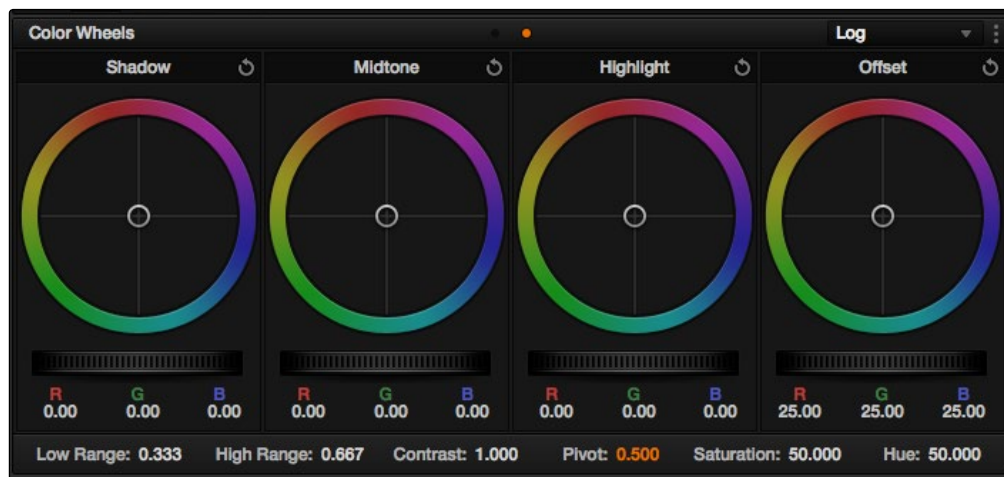 Color Wheels Log
Shadow Midtone Highlight Offset
R G B R G B R G B R G B
0.00 0.00 0.00 0.00 0.00 0.00 0.00 0.00 0.00 25.00 25.00 25.00
Low Range: 0.333 High Range: 0.667 Contrast: 1.000 Pivot: 0.500 Saturation: 50.000 Hue: 50.000